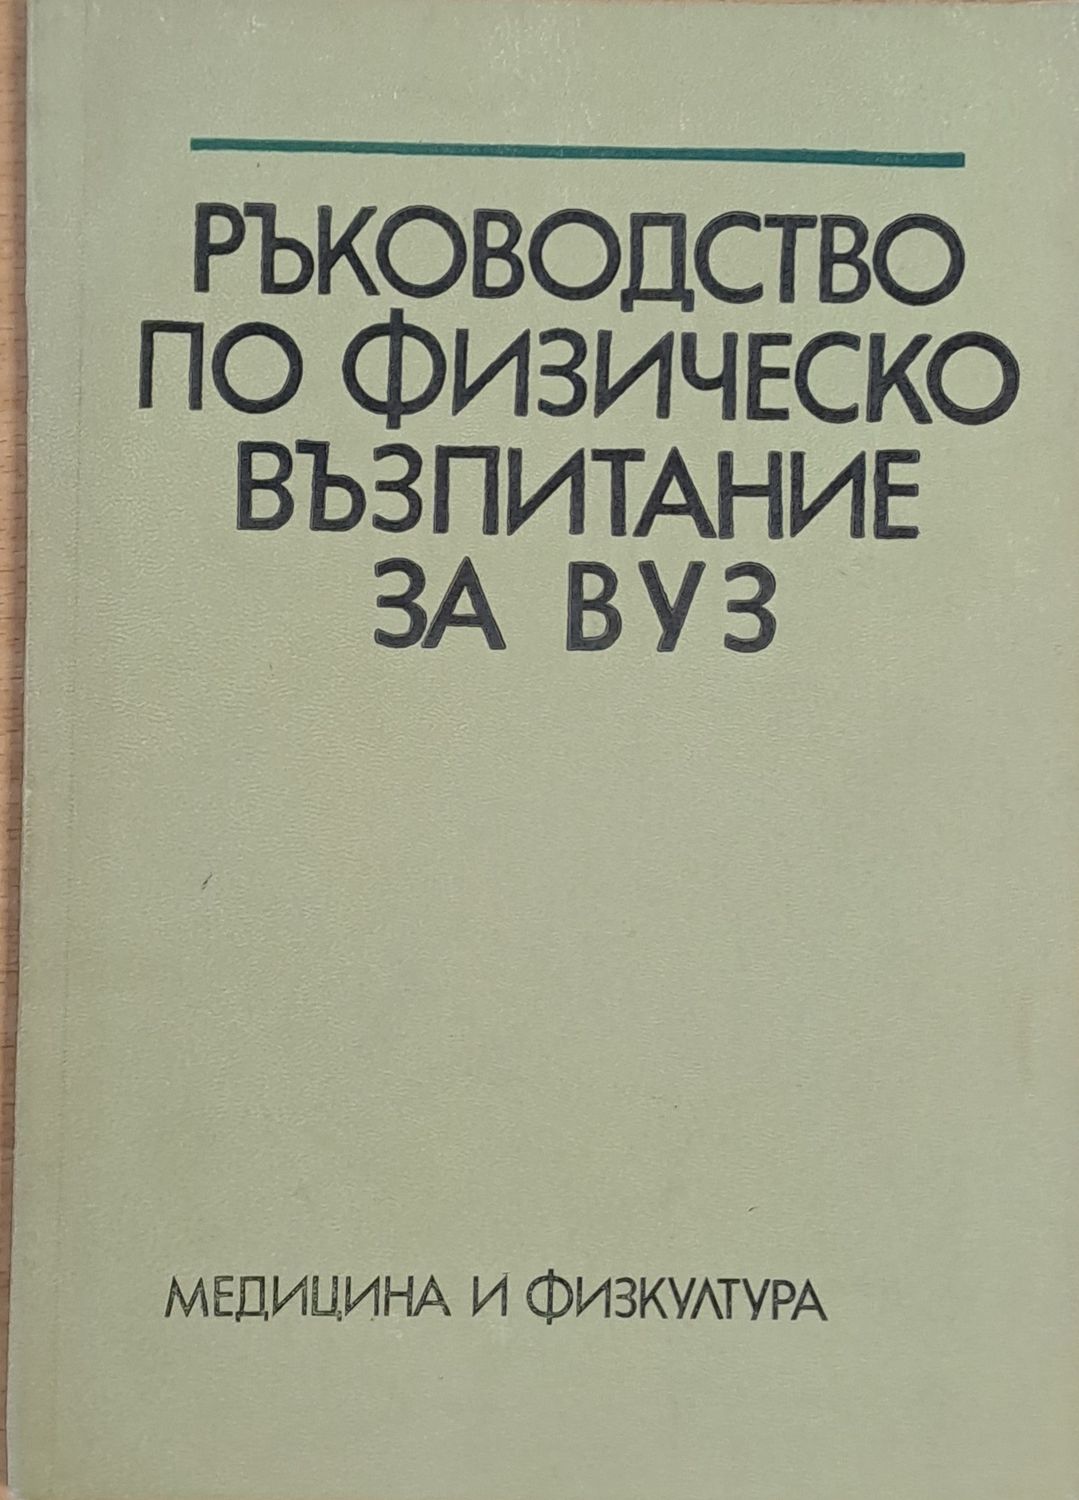 РЪКОВОДСТВО
ПО ФИЗИЧЕСКО
ВЪЗПИТАНИЕ
ЗА ВУЗ
МЕДИЦИНА И ФИЗКУЛТУРА